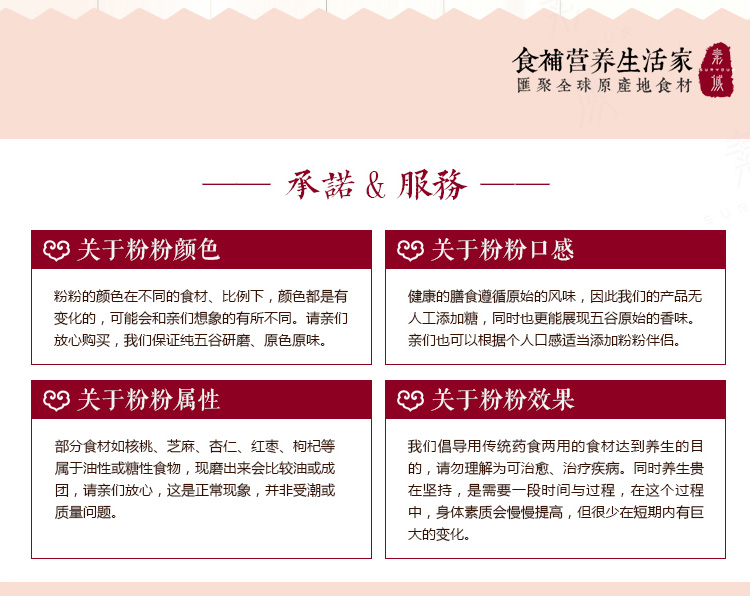 食補营养生活家
匯聚全球原產地食材
承諾 & 服務
关于粉粉颜色
粉粉的颜色在不同的食材、比例下，颜色都是有
变化的，可能会和亲们想象的有所不同。请亲们
放心购买，我们保证纯五谷研磨、原色原味。
关于粉粉口感
健康的膳食遵循原始的风味，因此我们的产品无
人工添加糖，同时也更能展现五谷原始的香味。
亲们也可以根据个人口感适当添加粉粉伴侣。
关于粉粉属性
部分食材如核桃、芝麻、杏仁、红枣、枸杞等
属于油性或糖性食物，现磨出来会比较油或成
团，请亲们放心，这是正常现象，并非受潮或
质量问题。
关于粉粉效果
我们倡导用传统药食两用的食材达到养生的目
的，请勿理解为可治愈、治疗疾病。同时养生贵
在坚持，是需要一段时间与过程，在这个过程
中，身体素质会慢慢提高，但很少在短期内有巨
大的变化。